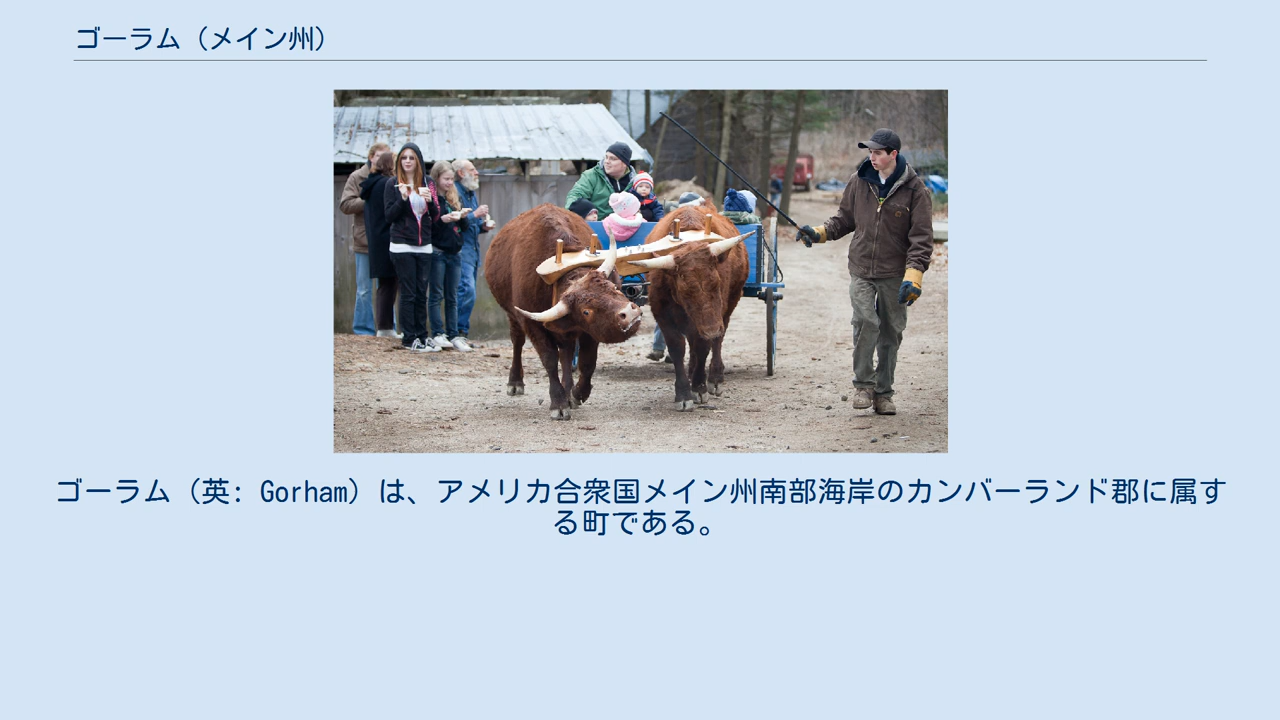 ゴーラム（メイン州）
ゴーラム（英: Gorham）は、アメリカ合衆国メイン州南部海岸のカンバーランド郡に属す
る町である。